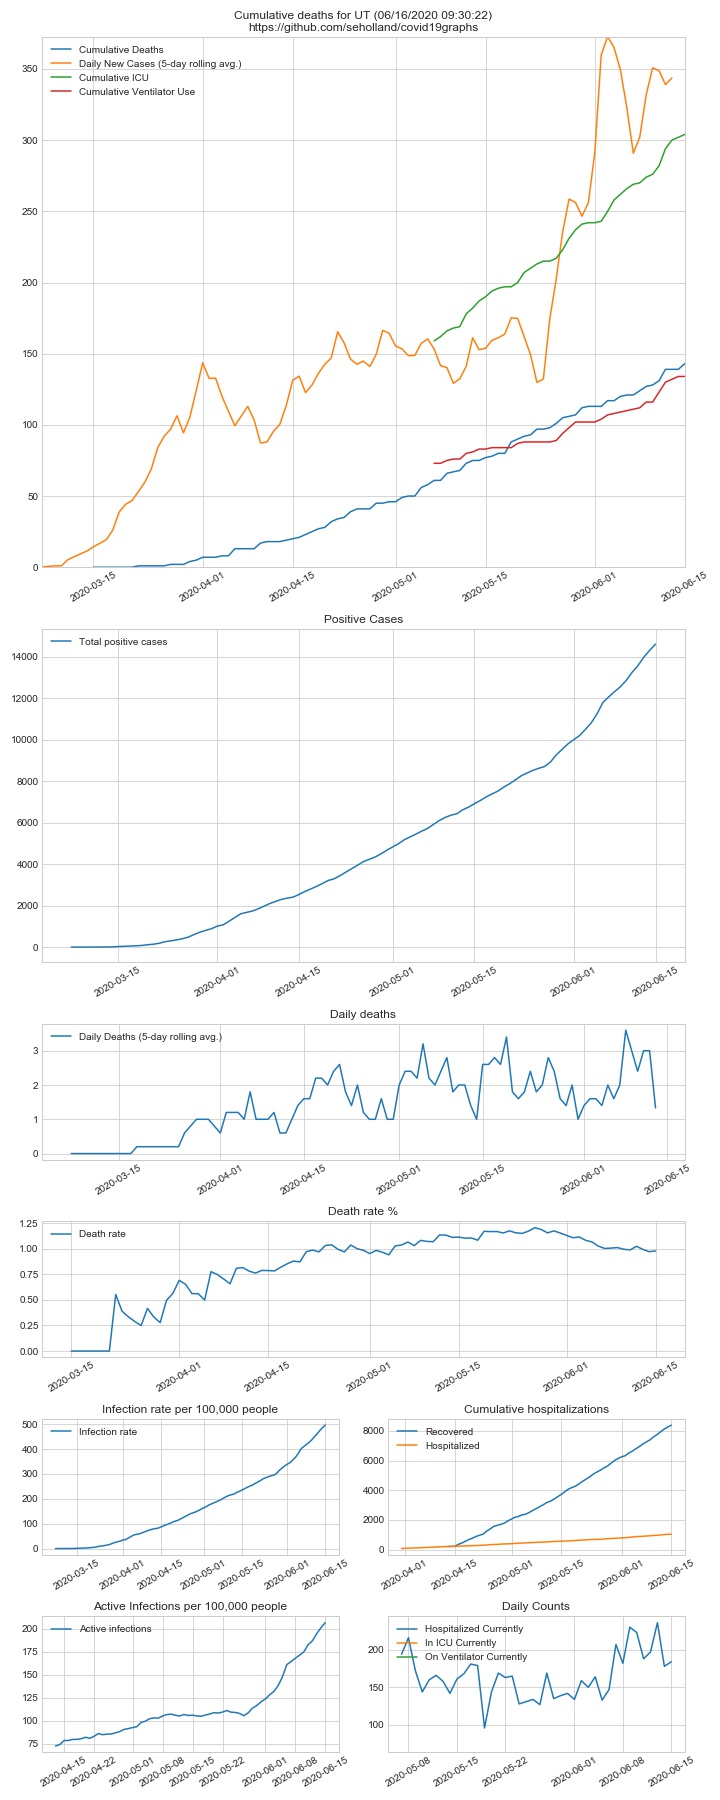 Cumulative deaths for UT (06/16/2020 09:30:22)
https://github.com/seholland/covid19graphs
Cumulative Deaths
Daily New Cases (5-day rolling avg.)
Cumulative ICU
Cumulative Ventilator Use
350
300
250
200
150
100
50
0
2020-03-15 2020-04-01 2020-04-15 2020-05-01 2020-05-15 2020-06-01 2020-06-15
Positive Cases
Total positive cases
14000
12000
10000
8000
6000
4000
2000
0
2020-03-15 2020-04-01 2020-04-15 2020-05-01 2020-05-15 2020-06-01 2020-06-15
Daily deaths
Daily Deaths (5-day rolling avg.)
3
2
1
0
2020-03-15 2020-04-01 2020-04-15 2020-05-01 2020-05-15 2020-06-01 2020-06-15
Death rate %
Death rate
1.25
1.00
0.75
0.50
0.25
0.00
2020-03-15 2020-04-01 2020-04-15 2020-05-01 2020-05-15 2020-06-01 2020-06-15
Infection rate per 100,000 people
Infection rate
500
400
300
200
100
0
2020-03-15 2020-04-01 2020-04-15 2020-05-01 2020-05-15 2020-06-01 2020-06-15
Cumulative hospitalizations
Recovered
Hospitalized
8000
6000
4000
2000
0
2020-04-01 2020-04-15 2020-05-01 2020-05-15 2020-06-01 2020-06-15
Active Infections per 100,000 people
Active infections
200
175
150
125
100
75
2020-04-15 2020-04-22 2020-05-01 2020-05-08 2020-05-15 2020-05-22 2020-06-01 2020-06-08 2020-06-15
Daily Counts
Hospitalized Currently
In ICU Currently
On Ventilator Currently
200
150
100
2020-05-08 2020-05-15 2020-05-22 2020-06-01 2020-06-08 2020-06-15